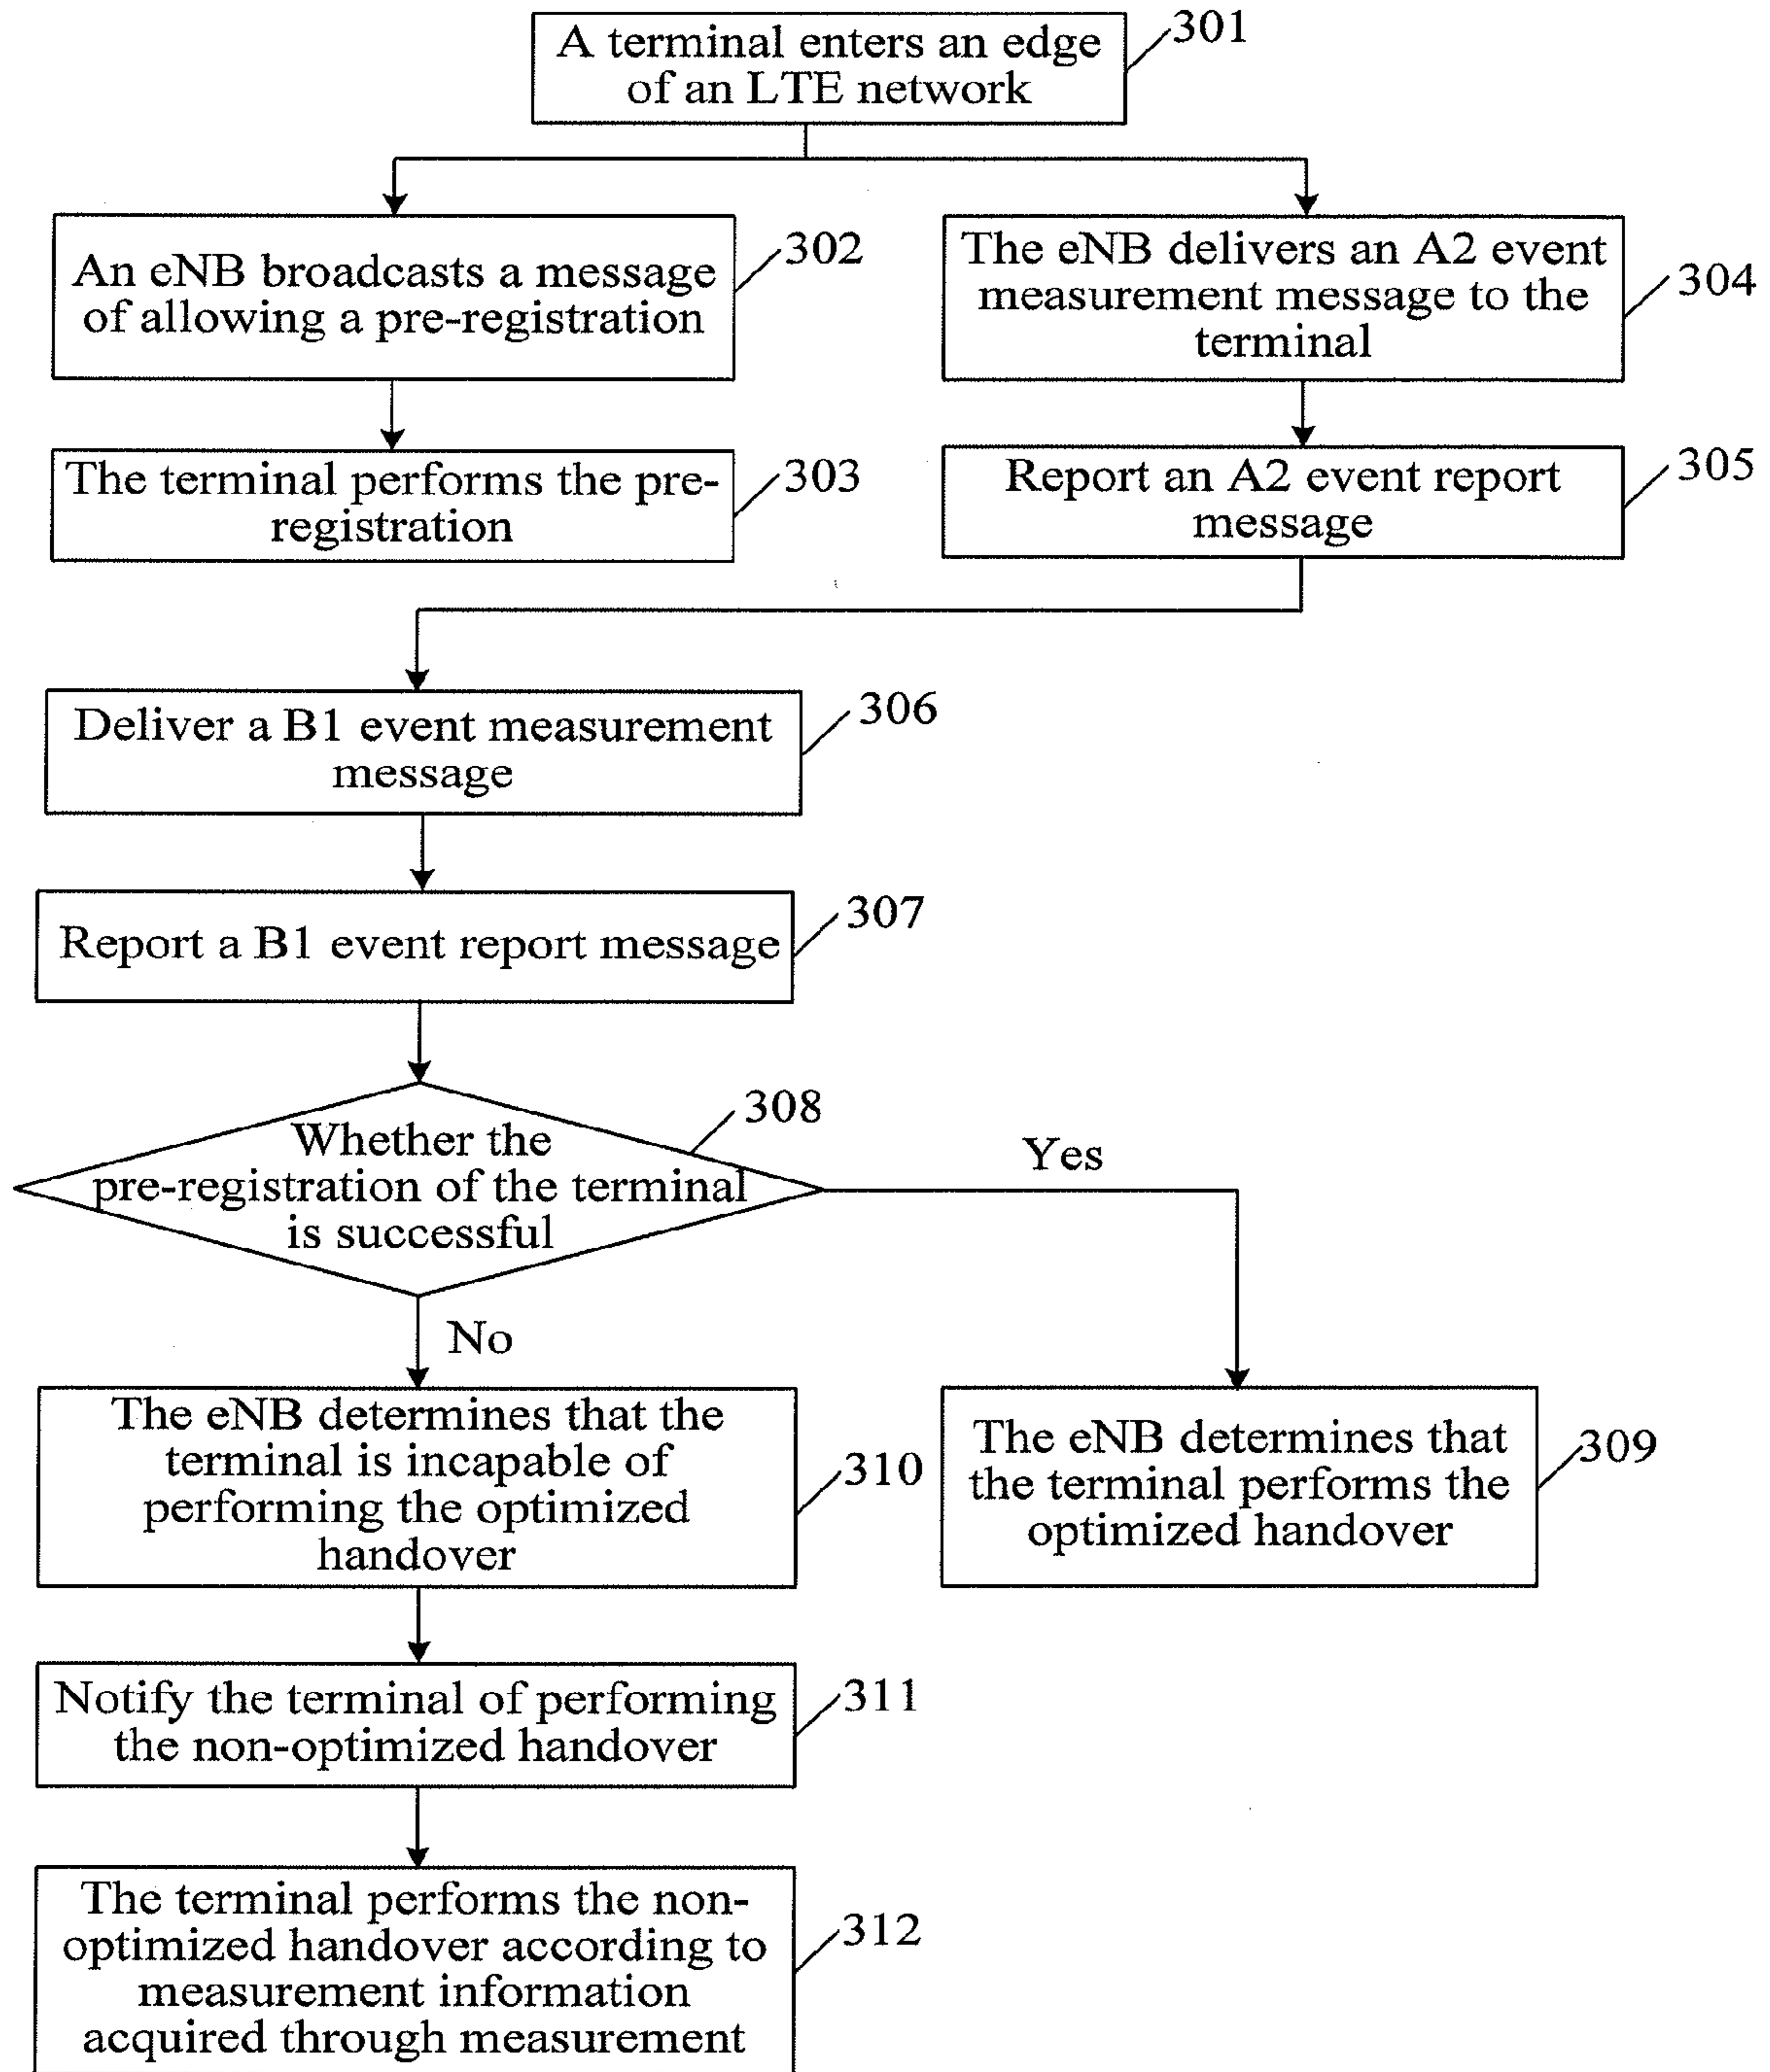 A terminal enters an edge
of an LTE network
301
An eNB broadcasts a message
of allowing a pre-registration
302
The eNB delivers an A2 event
measurement message to the
terminal
304
The terminal performs the pre-
registration
303
Report an A2 event report
message
305
Deliver a B1 event measurement
message
306
Report a B1 event report message
307
Whether the
pre-registration of the terminal
is successful
308
Yes
No
The eNB determines that the
terminal is incapable of
performing the optimized
handover
310
The eNB determines that
the terminal performs the
optimized handover
309
Notify the terminal of performing
the non-optimized handover
311
The terminal performs the non-
optimized handover according to
measurement information
acquired through measurement
312